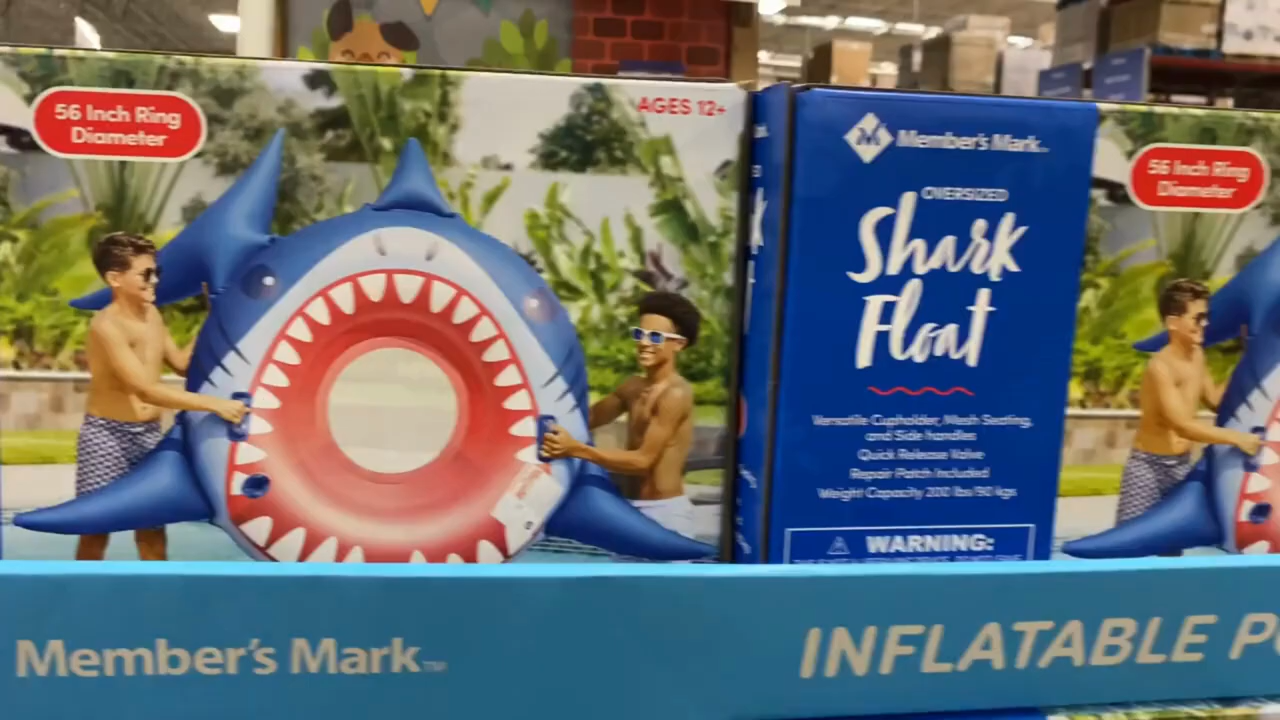 56 Inch Ring
Diameter
AGES 12+
Member's Mark
OVERSIZED
Shark
Float
Versatile Cupholder, Mesh Seating,
and Side handles
Quick Release Valve
Repair Patch Included
Weight Capacity 200 lbs/90 kgs
WARNING:
56 Inch Ring
Diameter
Member's Mark™
INFLATABLE